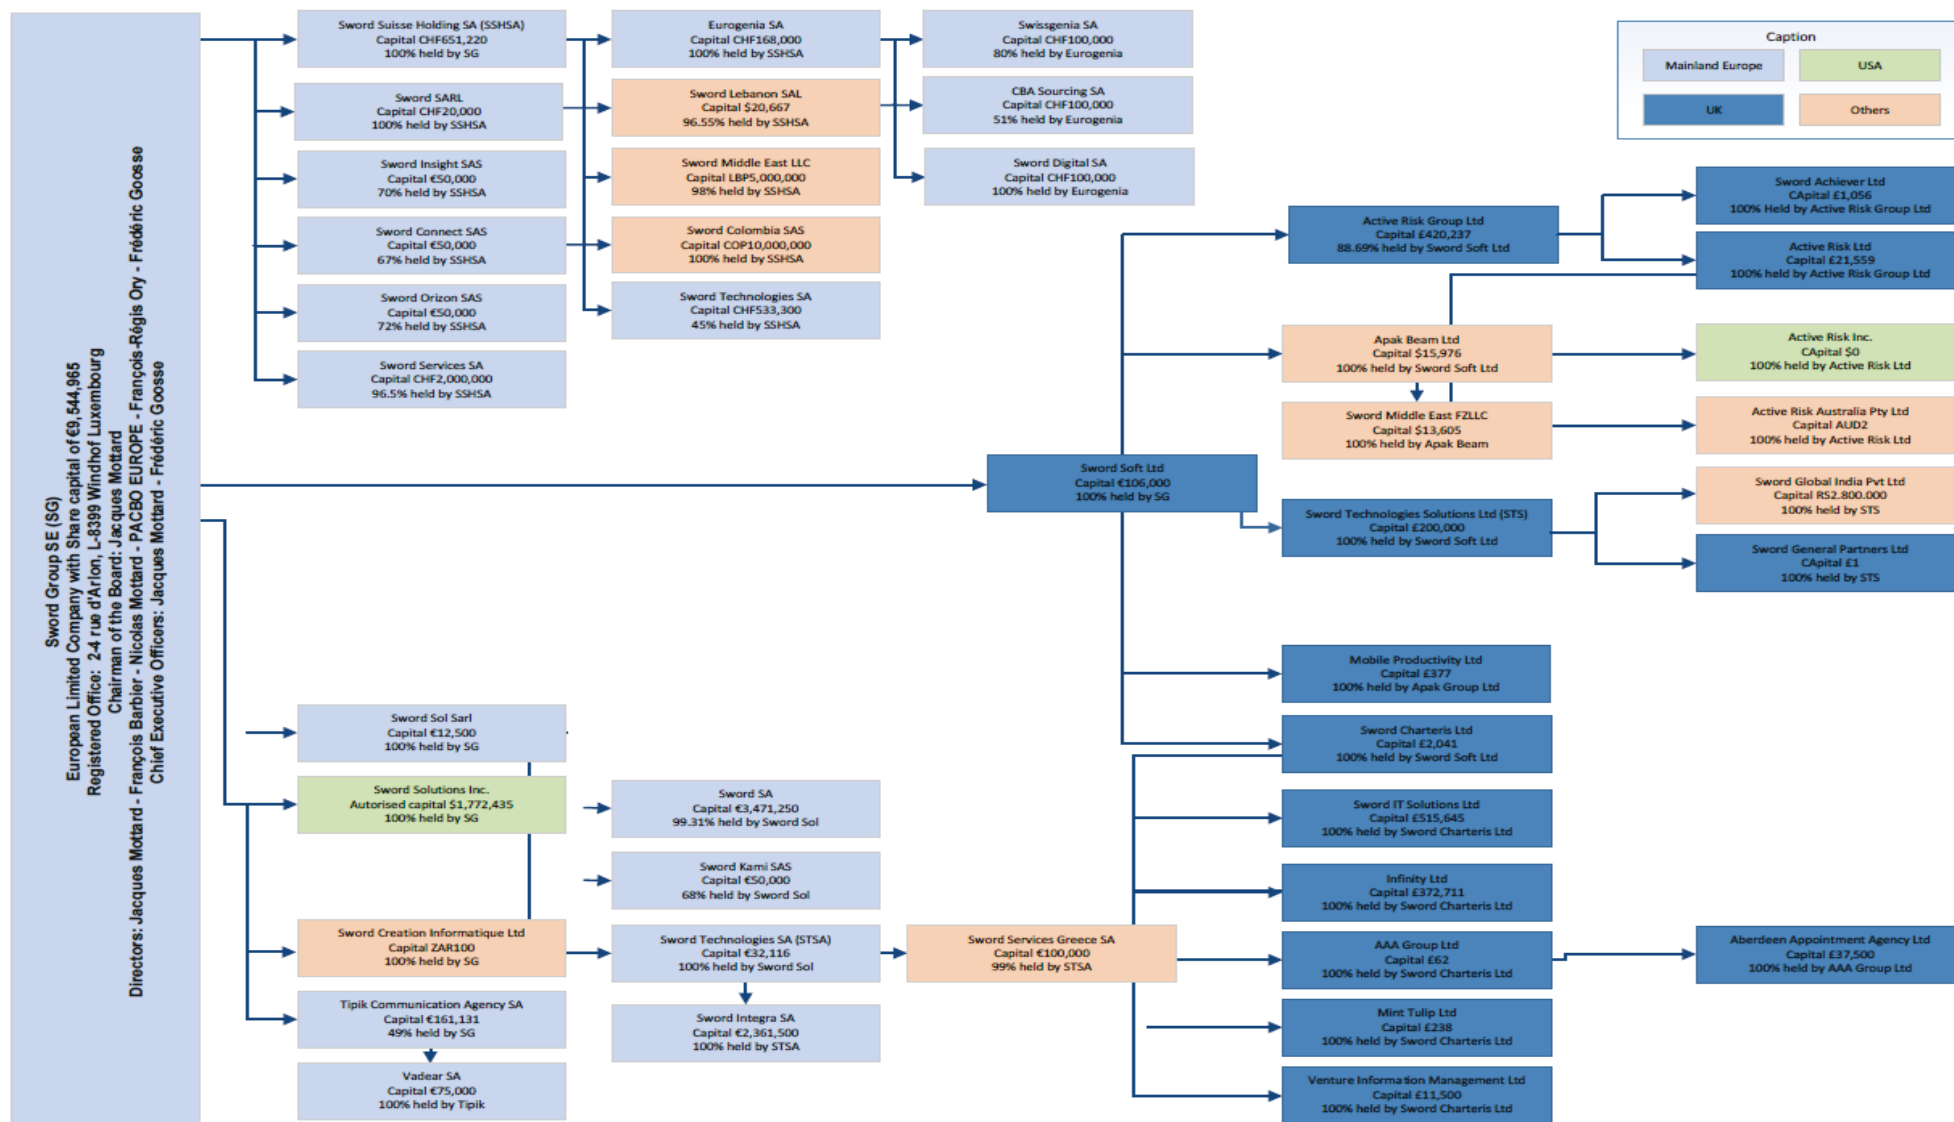 Sword Group SE (SG)
European Limited Company with Share capital of €9,544,965
Registered Office: 2-4 rue d'Arlon, L-8399 Windhof Luxembourg
Chairman of the Board: Jacques Mottard
Directors: Jacques Mottard - François Barbier - Nicolas Mottard - PACBO EUROPE - François-Régis Ory - Frédéric Goosse
Chief Executive Officers: Jacques Mottard - Frédéric Goosse
Sword Suisse Holding SA (SSHSA)
Capital CHF651,220
100% held by SG
Sword SARL
Capital CHF20,000
100% held by SSHSA
Sword Insight SAS
Capital €50,000
70% held by SSHSA
Sword Connect SAS
Capital €50,000
67% held by SSHSA
Sword Orizon SAS
Capital €50,000
72% held by SSHSA
Sword Services SA
Capital CHF2,000,000
96.5% held by SSHSA
Eurogenia SA
Capital CHF168,000
100% held by SSHSA
Sword Lebanon SAL
Capital $20,667
96.55% held by SSHSA
Sword Middle East LLC
Capital LBP5,000,000
98% held by SSHSA
Sword Colombia SAS
Capital COP10,000,000
100% held by SSHSA
Sword Technologies SA
Capital CHF533,300
45% held by SSHSA
Swissgenia SA
Capital CHF100,000
80% held by Eurogenia
CBA Sourcing SA
Capital CHF100,000
51% held by Eurogenia
Sword Digital SA
Capital CHF100,000
100% held by Eurogenia
Caption
Mainland Europe
USA
UK
Others
Sword Soft Ltd
Capital €106,000
100% held by SG
Active Risk Group Ltd
Capital £420,237
88.69% held by Sword Soft Ltd
Sword Achiever Ltd
CApital £1,056
100% Held by Active Risk Group Ltd
Active Risk Ltd
Capital £21,559
100% held by Active Risk Group Ltd
Apak Beam Ltd
Capital $15,976
100% held by Sword Soft Ltd
Active Risk Inc.
CApital $0
100% held by Active Risk Ltd
Sword Middle East FZLLC
Capital $13,605
100% held by Apak Beam
Active Risk Australia Pty Ltd
Capital AUD2
100% held by Active Risk Ltd
Sword Technologies Solutions Ltd (STS)
Capital £200,000
100% held by Sword Soft Ltd
Sword Global India Pvt Ltd
Capital RS2.800.000
100% held by STS
Sword General Partners Ltd
CApital £1
100% held by STS
Mobile Productivity Ltd
Capital £377
100% held by Apak Group Ltd
Sword Charteris Ltd
Capital £2,041
100% held by Sword Soft Ltd
Sword IT Solutions Ltd
Capital £515,645
100% held by Sword Charteris Ltd
Infinity Ltd
Capital £372,711
100% held by Sword Charteris Ltd
AAA Group Ltd
Capital £62
100% held by Sword Charteris Ltd
Aberdeen Appointment Agency Ltd
Capital £37,500
100% held by AAA Group Ltd
Mint Tulip Ltd
Capital £238
100% held by Sword Charteris Ltd
Venture Information Management Ltd
Capital £11,500
100% held by Sword Charteris Ltd
Sword Sol Sarl
Capital €12,500
100% held by SG
Sword Solutions Inc.
Autorised capital $1,772,435
100% held by SG
Sword Creation Informatique Ltd
Capital ZAR100
100% held by SG
Tipik Communication Agency SA
Capital €161,131
49% held by SG
Vadear SA
Capital €75,000
100% held by Tipik
Sword SA
Capital €3,471,250
99.31% held by Sword Sol
Sword Kami SAS
Capital €50,000
68% held by Sword Sol
Sword Technologies SA (STSA)
Capital €32,116
100% held by Sword Sol
Sword Integra SA
Capital €2,361,500
100% held by STSA
Sword Services Greece SA
Capital €100,000
99% held by STSA